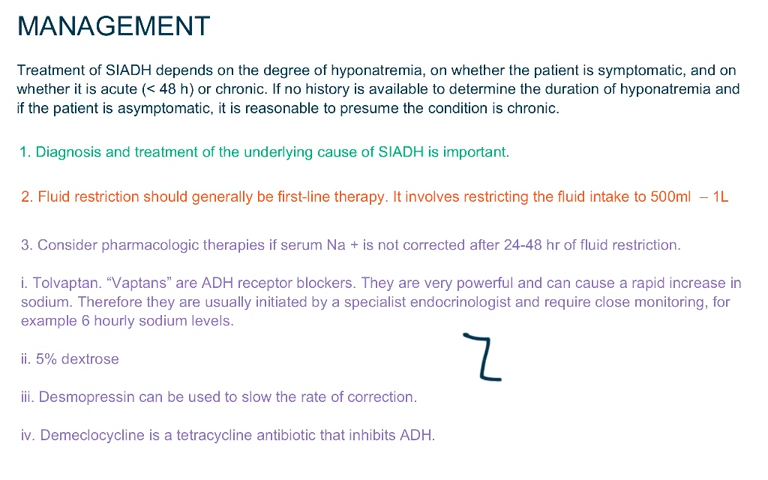 MANAGEMENT
Treatment of SIADH depends on the degree of hyponatremia, on whether the patient is symptomatic, and on
whether it is acute (< 48 h) or chronic. If no history is available to determine the duration of hyponatremia and
if the patient is asymptomatic, it is reasonable to presume the condition is chronic.
1. Diagnosis and treatment of the underlying cause of SIADH is important.
2. Fluid restriction should generally be first-line therapy. It involves restricting the fluid intake to 500ml – 1L
3. Consider pharmacologic therapies if serum Na + is not corrected after 24-48 hr of fluid restriction.
i. Tolvaptan. “Vaptans” are ADH receptor blockers. They are very powerful and can cause a rapid increase in
sodium. Therefore they are usually initiated by a specialist endocrinologist and require close monitoring, for
example 6 hourly sodium levels.
ii. 5% dextrose
iii. Desmopressin can be used to slow the rate of correction.
iv. Demeclocycline is a tetracycline antibiotic that inhibits ADH.